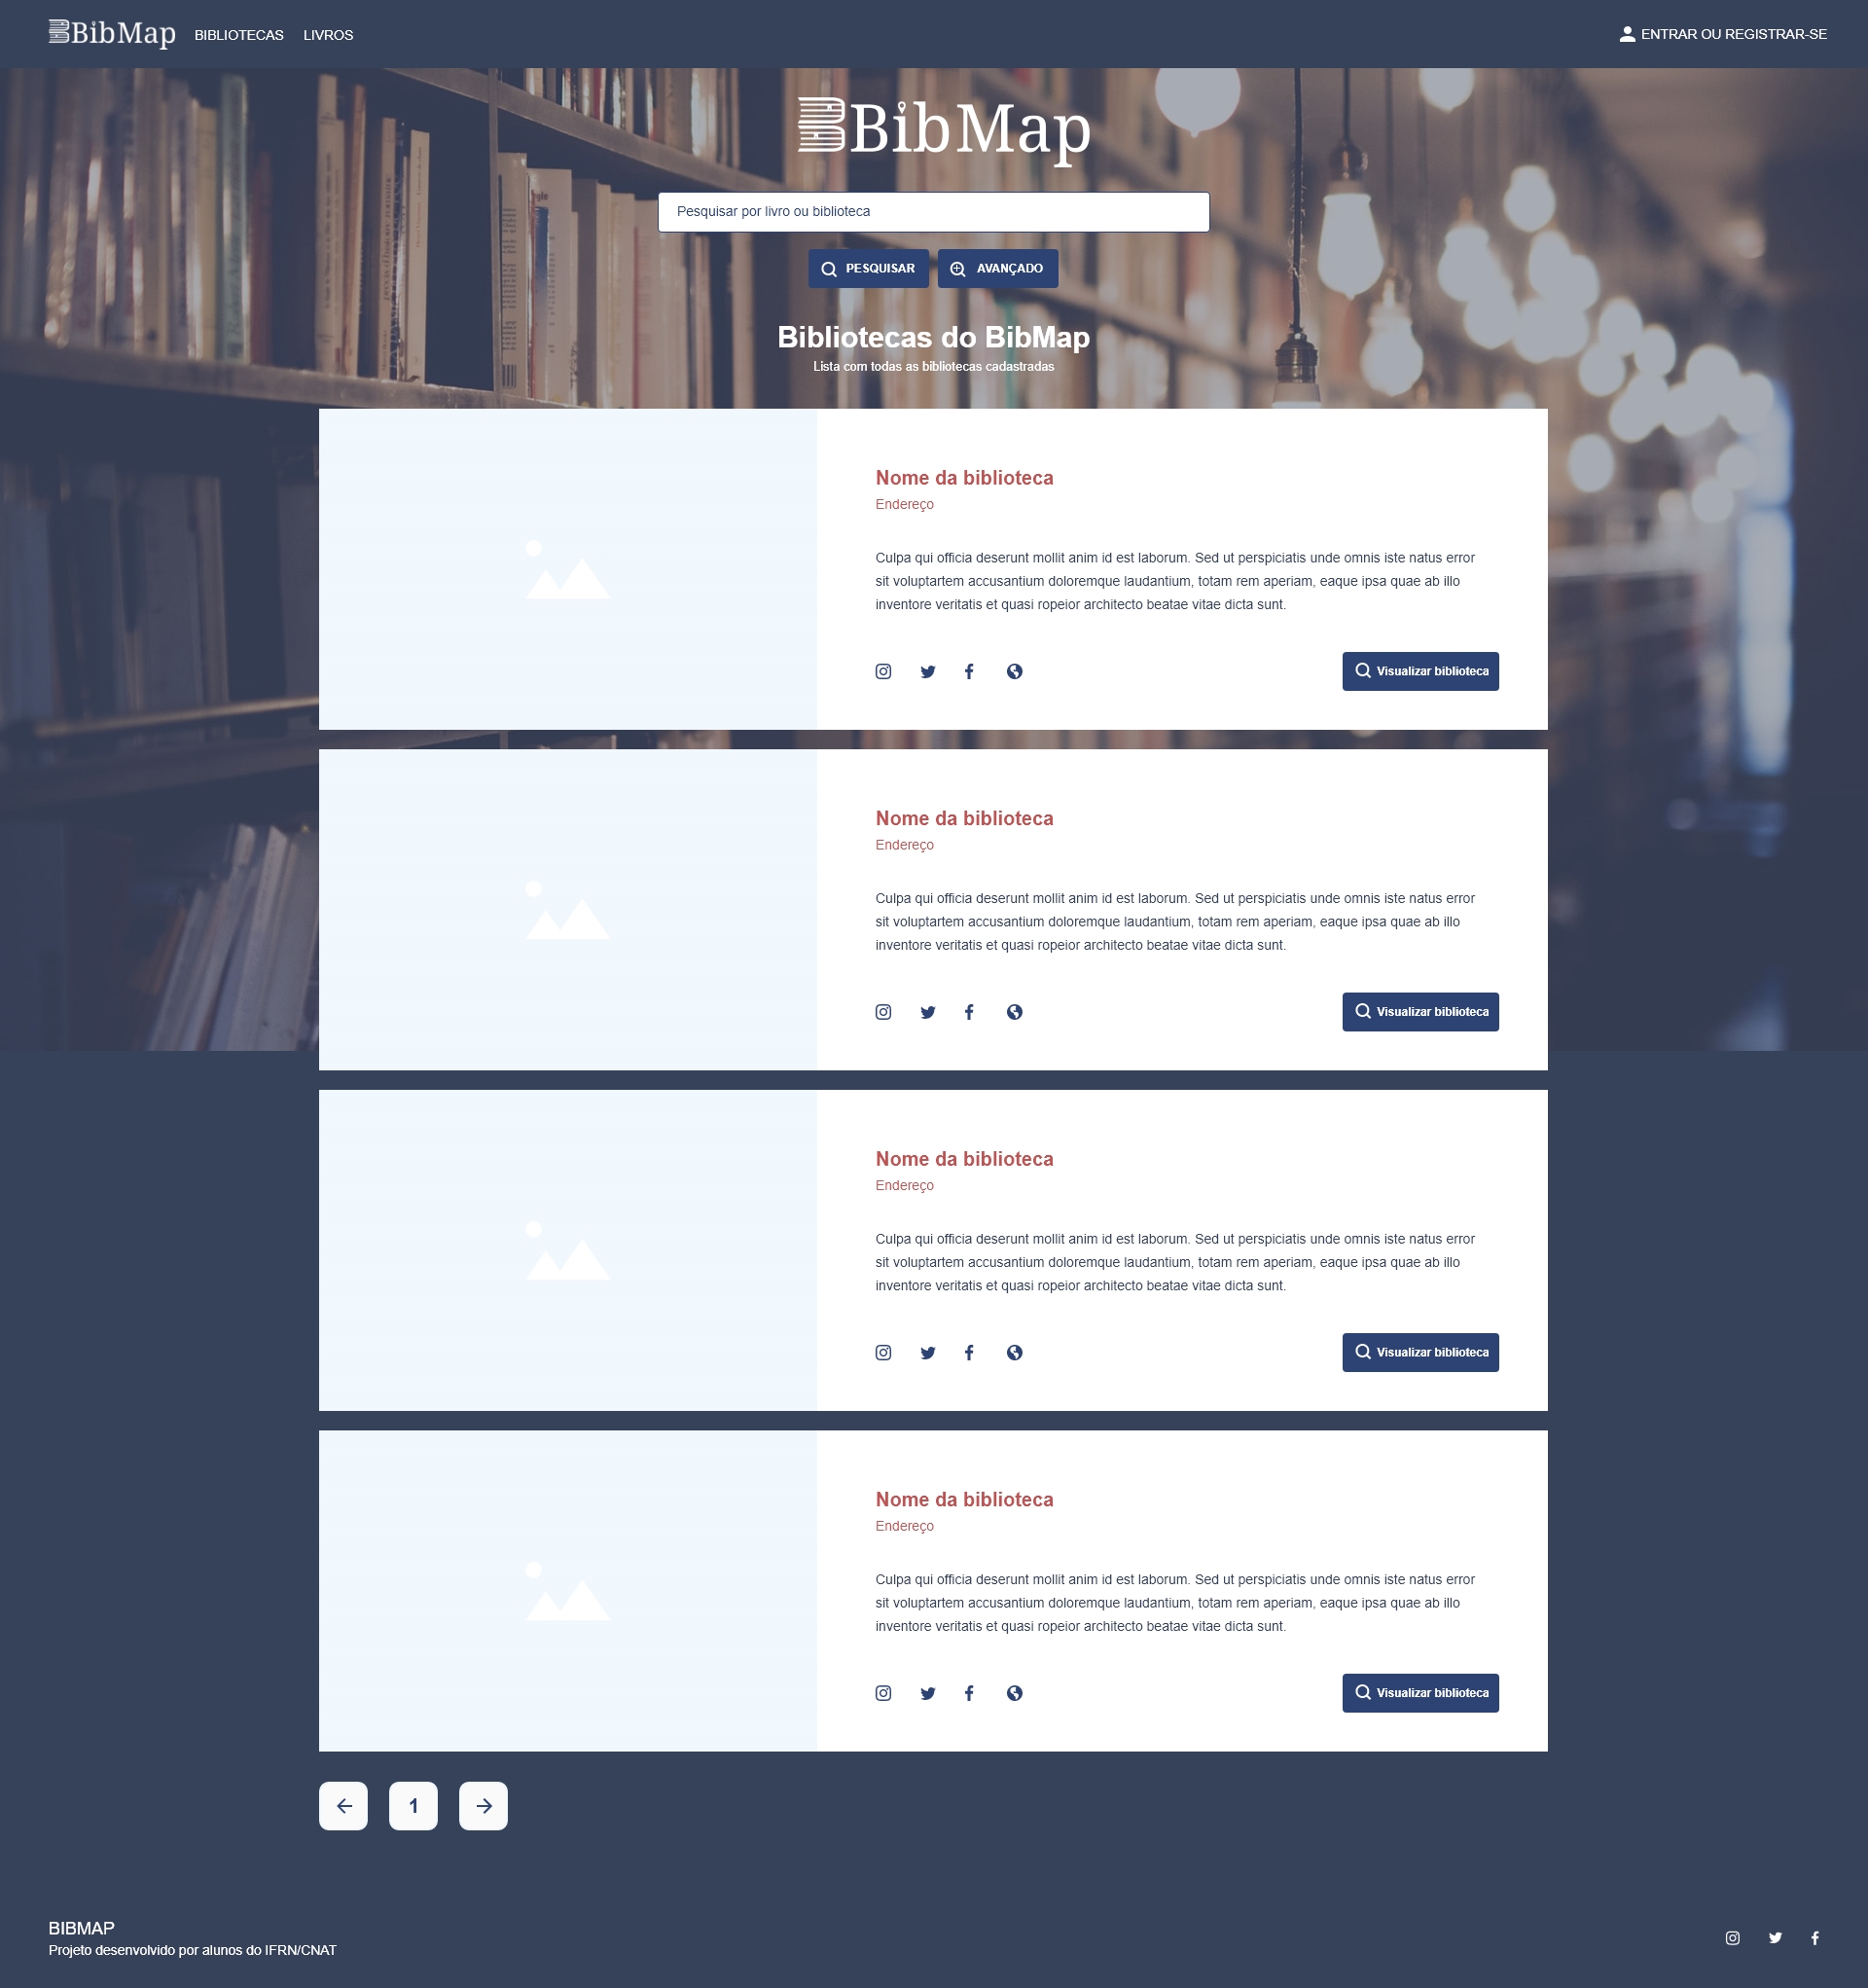 BibMap BIBLIOTECAS LIVROS ENTRAR OU REGISTRAR-SE
BibMap
Pesquisar por livro ou biblioteca
PESQUISAR AVANÇADO
Bibliotecas do BibMap
Lista com todas as bibliotecas cadastradas
Nome da biblioteca
Endereço
Culpa qui officia deserunt mollit anim id est laborum. Sed ut perspiciatis unde omnis iste natus error
sit voluptartem accusantium doloremque laudantium, totam rem aperiam, eaque ipsa quae ab illo
inventore veritatis et quasi ropeior architecto beatae vitae dicta sunt.
Visualizar biblioteca
Nome da biblioteca
Endereço
Culpa qui officia deserunt mollit anim id est laborum. Sed ut perspiciatis unde omnis iste natus error
sit voluptartem accusantium doloremque laudantium, totam rem aperiam, eaque ipsa quae ab illo
inventore veritatis et quasi ropeior architecto beatae vitae dicta sunt.
Visualizar biblioteca
Nome da biblioteca
Endereço
Culpa qui officia deserunt mollit anim id est laborum. Sed ut perspiciatis unde omnis iste natus error
sit voluptartem accusantium doloremque laudantium, totam rem aperiam, eaque ipsa quae ab illo
inventore veritatis et quasi ropeior architecto beatae vitae dicta sunt.
Visualizar biblioteca
Nome da biblioteca
Endereço
Culpa qui officia deserunt mollit anim id est laborum. Sed ut perspiciatis unde omnis iste natus error
sit voluptartem accusantium doloremque laudantium, totam rem aperiam, eaque ipsa quae ab illo
inventore veritatis et quasi ropeior architecto beatae vitae dicta sunt.
Visualizar biblioteca
1
BIBMAP
Projeto desenvolvido por alunos do IFRN/CNAT